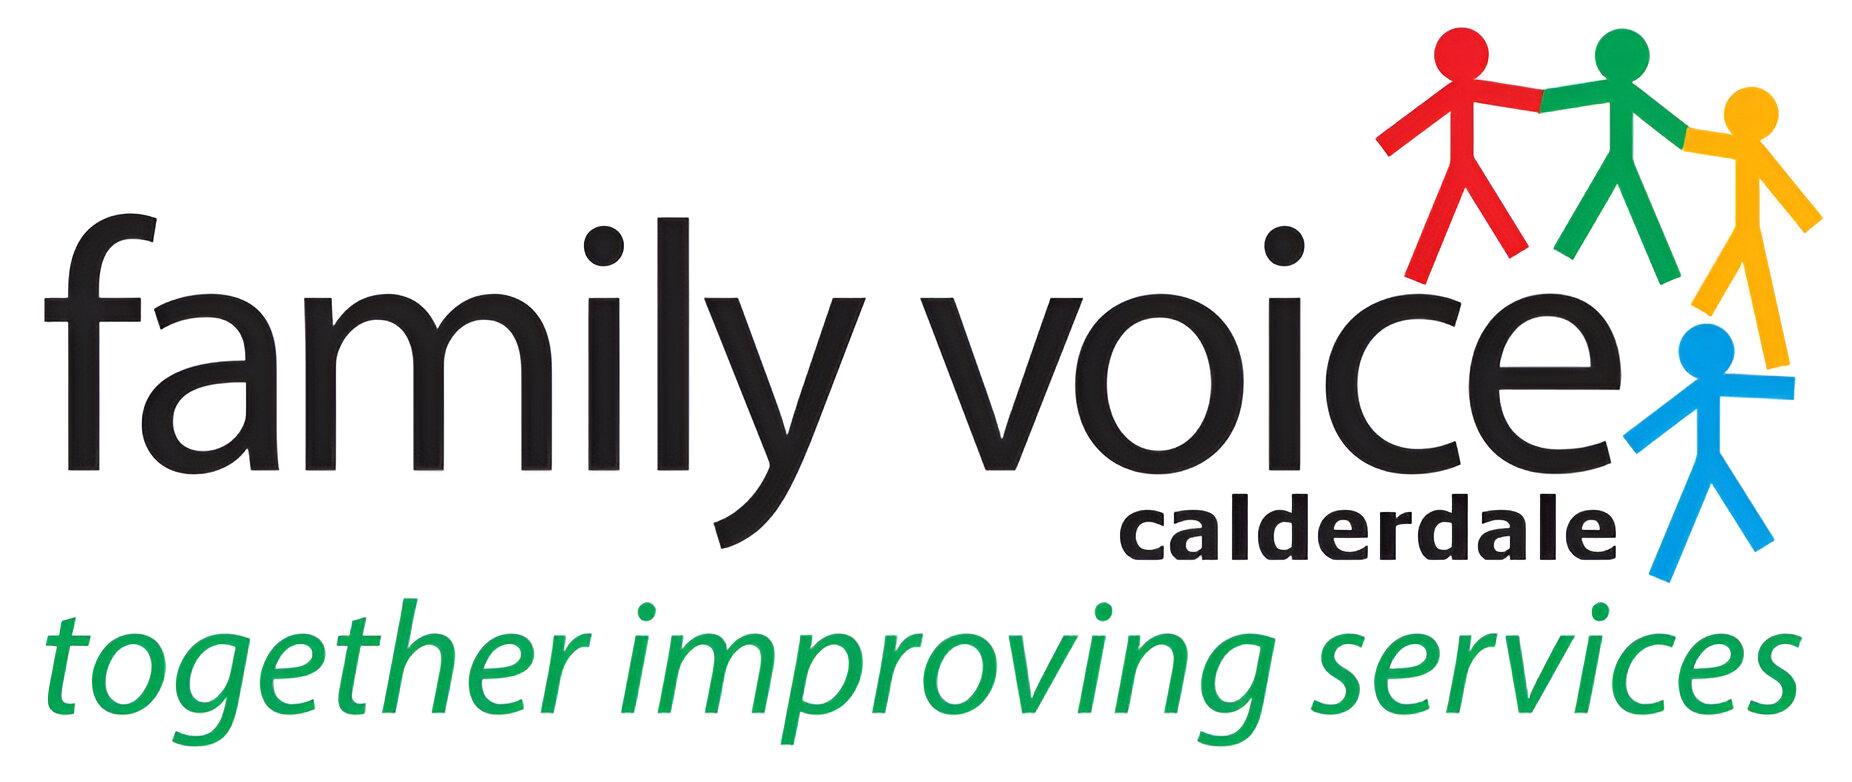 family voice
calderdale
together improving services